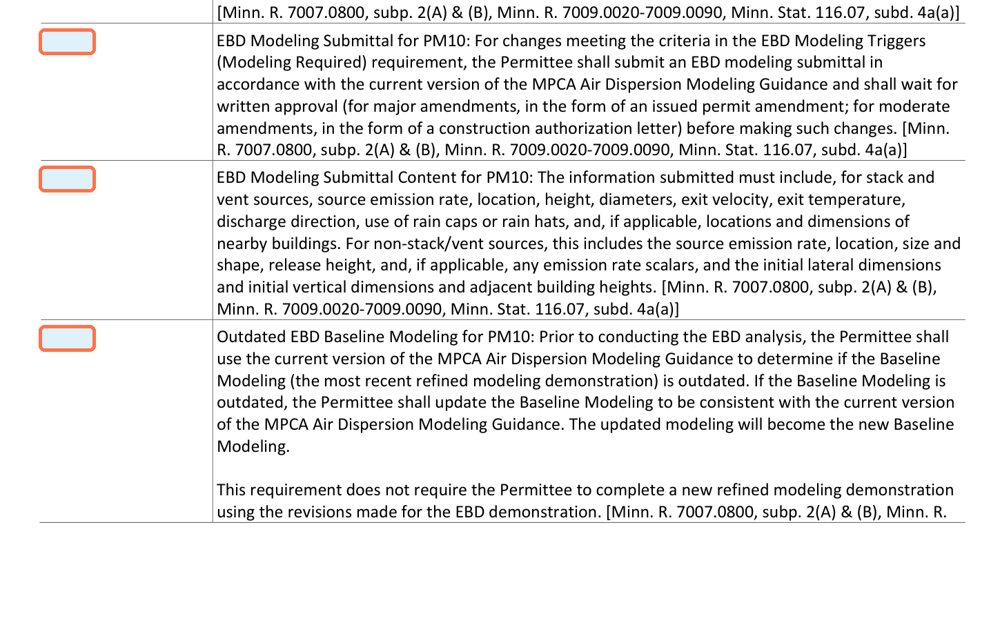 [Minn. R. 7007.0800, subp. 2(A) & (B), Minn. R. 7009.0020-7009.0090, Minn. Stat. 116.07, subd. 4a(a)]
EBD Modeling Submittal for PM10: For changes meeting the criteria in the EBD Modeling Triggers
(Modeling Required) requirement, the Permittee shall submit an EBD modeling submittal in
accordance with the current version of the MPCA Air Dispersion Modeling Guidance and shall wait for
written approval (for major amendments, in the form of an issued permit amendment; for moderate
amendments, in the form of a construction authorization letter) before making such changes. [Minn.
R. 7007.0800, subp. 2(A) & (B), Minn. R. 7009.0020-7009.0090, Minn. Stat. 116.07, subd. 4a(a)]
EBD Modeling Submittal Content for PM10: The information submitted must include, for stack and
vent sources, source emission rate, location, height, diameters, exit velocity, exit temperature,
discharge direction, use of rain caps or rain hats, and, if applicable, locations and dimensions of
nearby buildings. For non-stack/vent sources, this includes the source emission rate, location, size and
shape, release height, and, if applicable, any emission rate scalars, and the initial lateral dimensions
and initial vertical dimensions and adjacent building heights. [Minn. R. 7007.0800, subp. 2(A) & (B),
Minn. R. 7009.0020-7009.0090, Minn. Stat. 116.07, subd. 4a(a)]
Outdated EBD Baseline Modeling for PM10: Prior to conducting the EBD analysis, the Permittee shall
use the current version of the MPCA Air Dispersion Modeling Guidance to determine if the Baseline
Modeling (the most recent refined modeling demonstration) is outdated. If the Baseline Modeling is
outdated, the Permittee shall update the Baseline Modeling to be consistent with the current version
of the MPCA Air Dispersion Modeling Guidance. The updated modeling will become the new Baseline
Modeling.
This requirement does not require the Permittee to complete a new refined modeling demonstration
using the revisions made for the EBD demonstration. [Minn. R. 7007.0800, subp. 2(A) & (B), Minn. R.